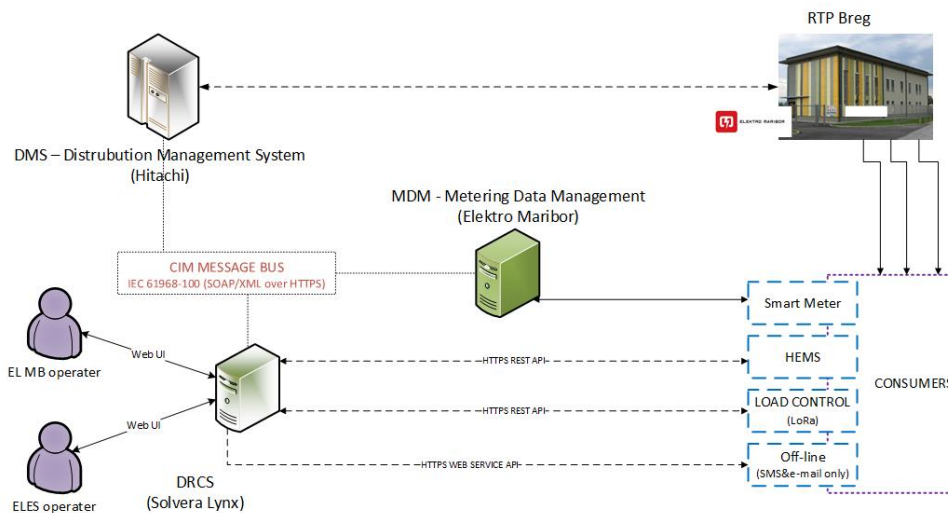 RTP Breg
ELEKTRO MARIBOR
DMS – Distrubution Management System
(Hitachi)
MDM - Metering Data Management
(Elektro Maribor)
CIM MESSAGE BUS
IEC 61968-100 (SOAP/XML over HTTPS)
Smart Meter
Web UI
HTTPS REST API
HEMS
EL MB operater
CONSUMERS
HTTPS REST API
LOAD CONTROL
(LoRa)
Web UI
HTTPS WEB SERVICE API
Off-line
(SMS&e-mail only)
DRCS
(Solvera Lynx)
ELES operater